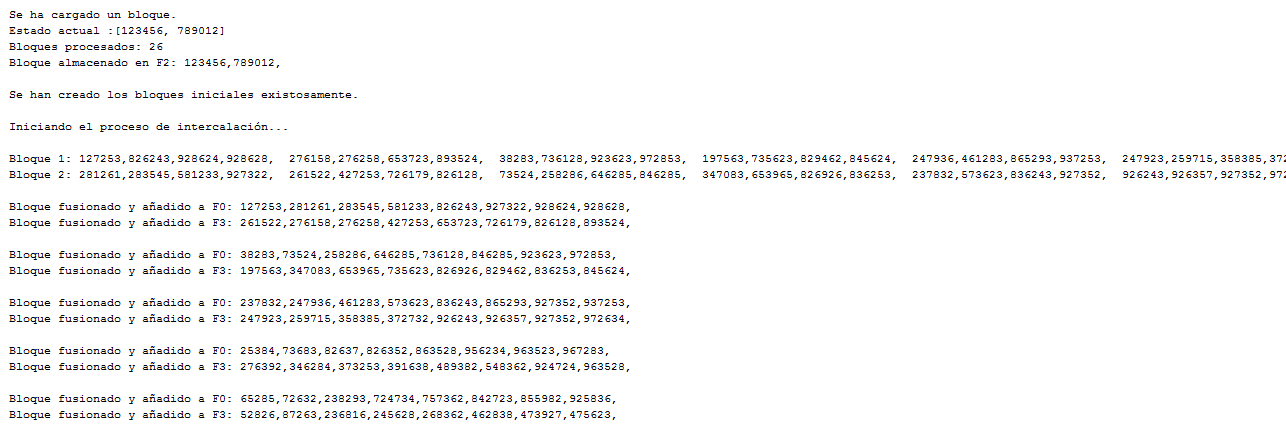 Se ha cargado un bloque.
Estado actual :[123456, 789012]
Bloques procesados: 26
Bloque almacenado en F2: 123456,789012,
Se han creado los bloques iniciales existosamente.
Iniciando el proceso de intercalación...
Bloque 1: 127253,826243,928624,928628,  276158,276258,653723,893524,  38283,736128,923623,972853,  197563,735623,829462,845624,  247936,461283,865293,937253,  247923,259715,358385,372
Bloque 2: 281261,283545,581233,927322,  261522,427253,726179,826128,  73524,258286,646285,846285,  347083,653965,826926,836253,  237832,573623,836243,927352,  926243,926357,927352,972
Bloque fusionado y añadido a F0: 127253,281261,283545,581233,826243,927322,928624,928628,
Bloque fusionado y añadido a F3: 261522,276158,276258,427253,653723,726179,826128,893524,
Bloque fusionado y añadido a F0: 38283,73524,258286,646285,736128,846285,923623,972853,
Bloque fusionado y añadido a F3: 197563,347083,653965,735623,826926,829462,836253,845624,
Bloque fusionado y añadido a F0: 237832,247936,461283,573623,836243,865293,927352,937253,
Bloque fusionado y añadido a F3: 247923,259715,358385,372732,926243,926357,927352,972634,
Bloque fusionado y añadido a F0: 25384,73683,82637,826352,863528,956234,963523,967283,
Bloque fusionado y añadido a F3: 276392,346284,373253,391638,489382,548362,924724,963528,
Bloque fusionado y añadido a F0: 65285,72632,238293,724734,757362,842723,855982,925836,
Bloque fusionado y añadido a F3: 52826,87263,236816,245628,268362,462838,473927,475623,